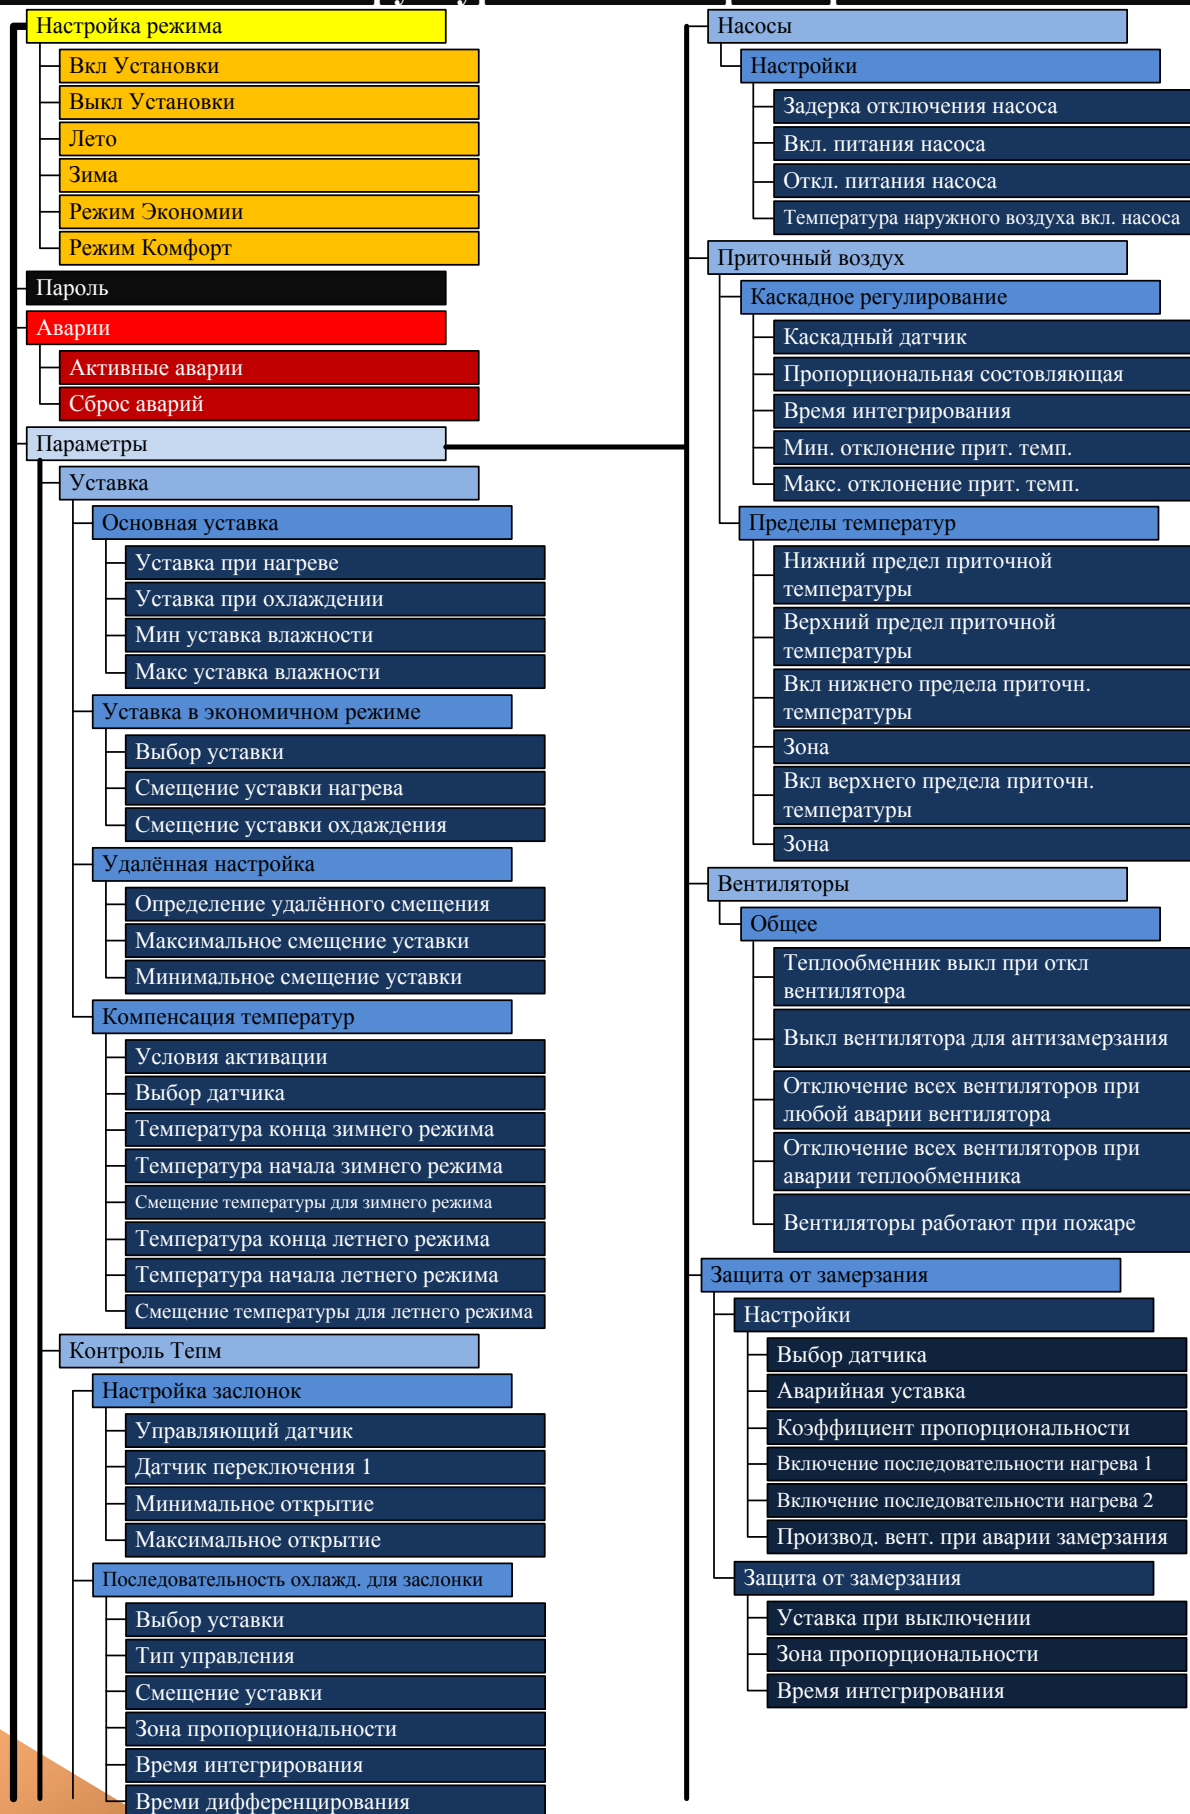 Настройка режима
Вкл Установки
Выкл Установки
Лето
Зима
Режим Экономии
Режим Комфорт
Пароль
Аварии
Активные аварии
Сброс аварий
Параметры
Уставка
Основная уставка
Уставка при нагреве
Уставка при охлаждении
Мин уставка влажности
Макс уставка влажности
Уставка в экономичном режиме
Выбор уставки
Смещение уставки нагрева
Смещение уставки охдаждения
Удалённая настройка
Определение удалённого смещения
Максимальное смещение уставки
Минимальное смещение уставки
Компенсация температур
Условия активации
Выбор датчика
Температура конца зимнего режима
Температура начала зимнего режима
Смещение температуры для зимнего режима
Температура конца летнего режима
Температура начала летнего режима
Смещение температуры для летнего режима
Контроль Тепм
Настройка заслонок
Управляющий датчик
Датчик переключения 1
Минимальное открытие
Максимальное открытие
Последовательность охлажд. для заслонки
Выбор уставки
Тип управления
Смещение уставки
Зона пропорциональности
Время интегрирования
Времи дифференцирования
Насосы
Настройки
Задерка отключения насоса
Вкл. питания насоса
Откл. питания насоса
Температура наружного воздуха вкл. насоса
Приточный воздух
Каскадное регулирование
Каскадный датчик
Пропорциональная состовляющая
Время интегрирования
Мин. отклонение прит. темп.
Макс. отклонение прит. темп.
Пределы температур
Нижний предел приточной
температуры
Верхний предел приточной
температуры
Вкл нижнего предела приточн.
температуры
Зона
Вкл верхнего предела приточн.
температуры
Зона
Вентиляторы
Общее
Теплообменник выкл при откл
вентилятора
Выкл вентилятора для антизамерзания
Отключение всех вентиляторов при
любой аварии вентилятора
Отключение всех вентиляторов при
аварии теплообменника
Вентиляторы работают при пожаре
Защита от замерзания
Настройки
Выбор датчика
Аварийная уставка
Коэффициент пропорциональности
Включение последовательности нагрева 1
Включение последовательности нагрева 2
Производ. вент. при аварии замерзания
Защита от замерзания
Уставка при выключении
Зона пропорциональности
Время интегрирования